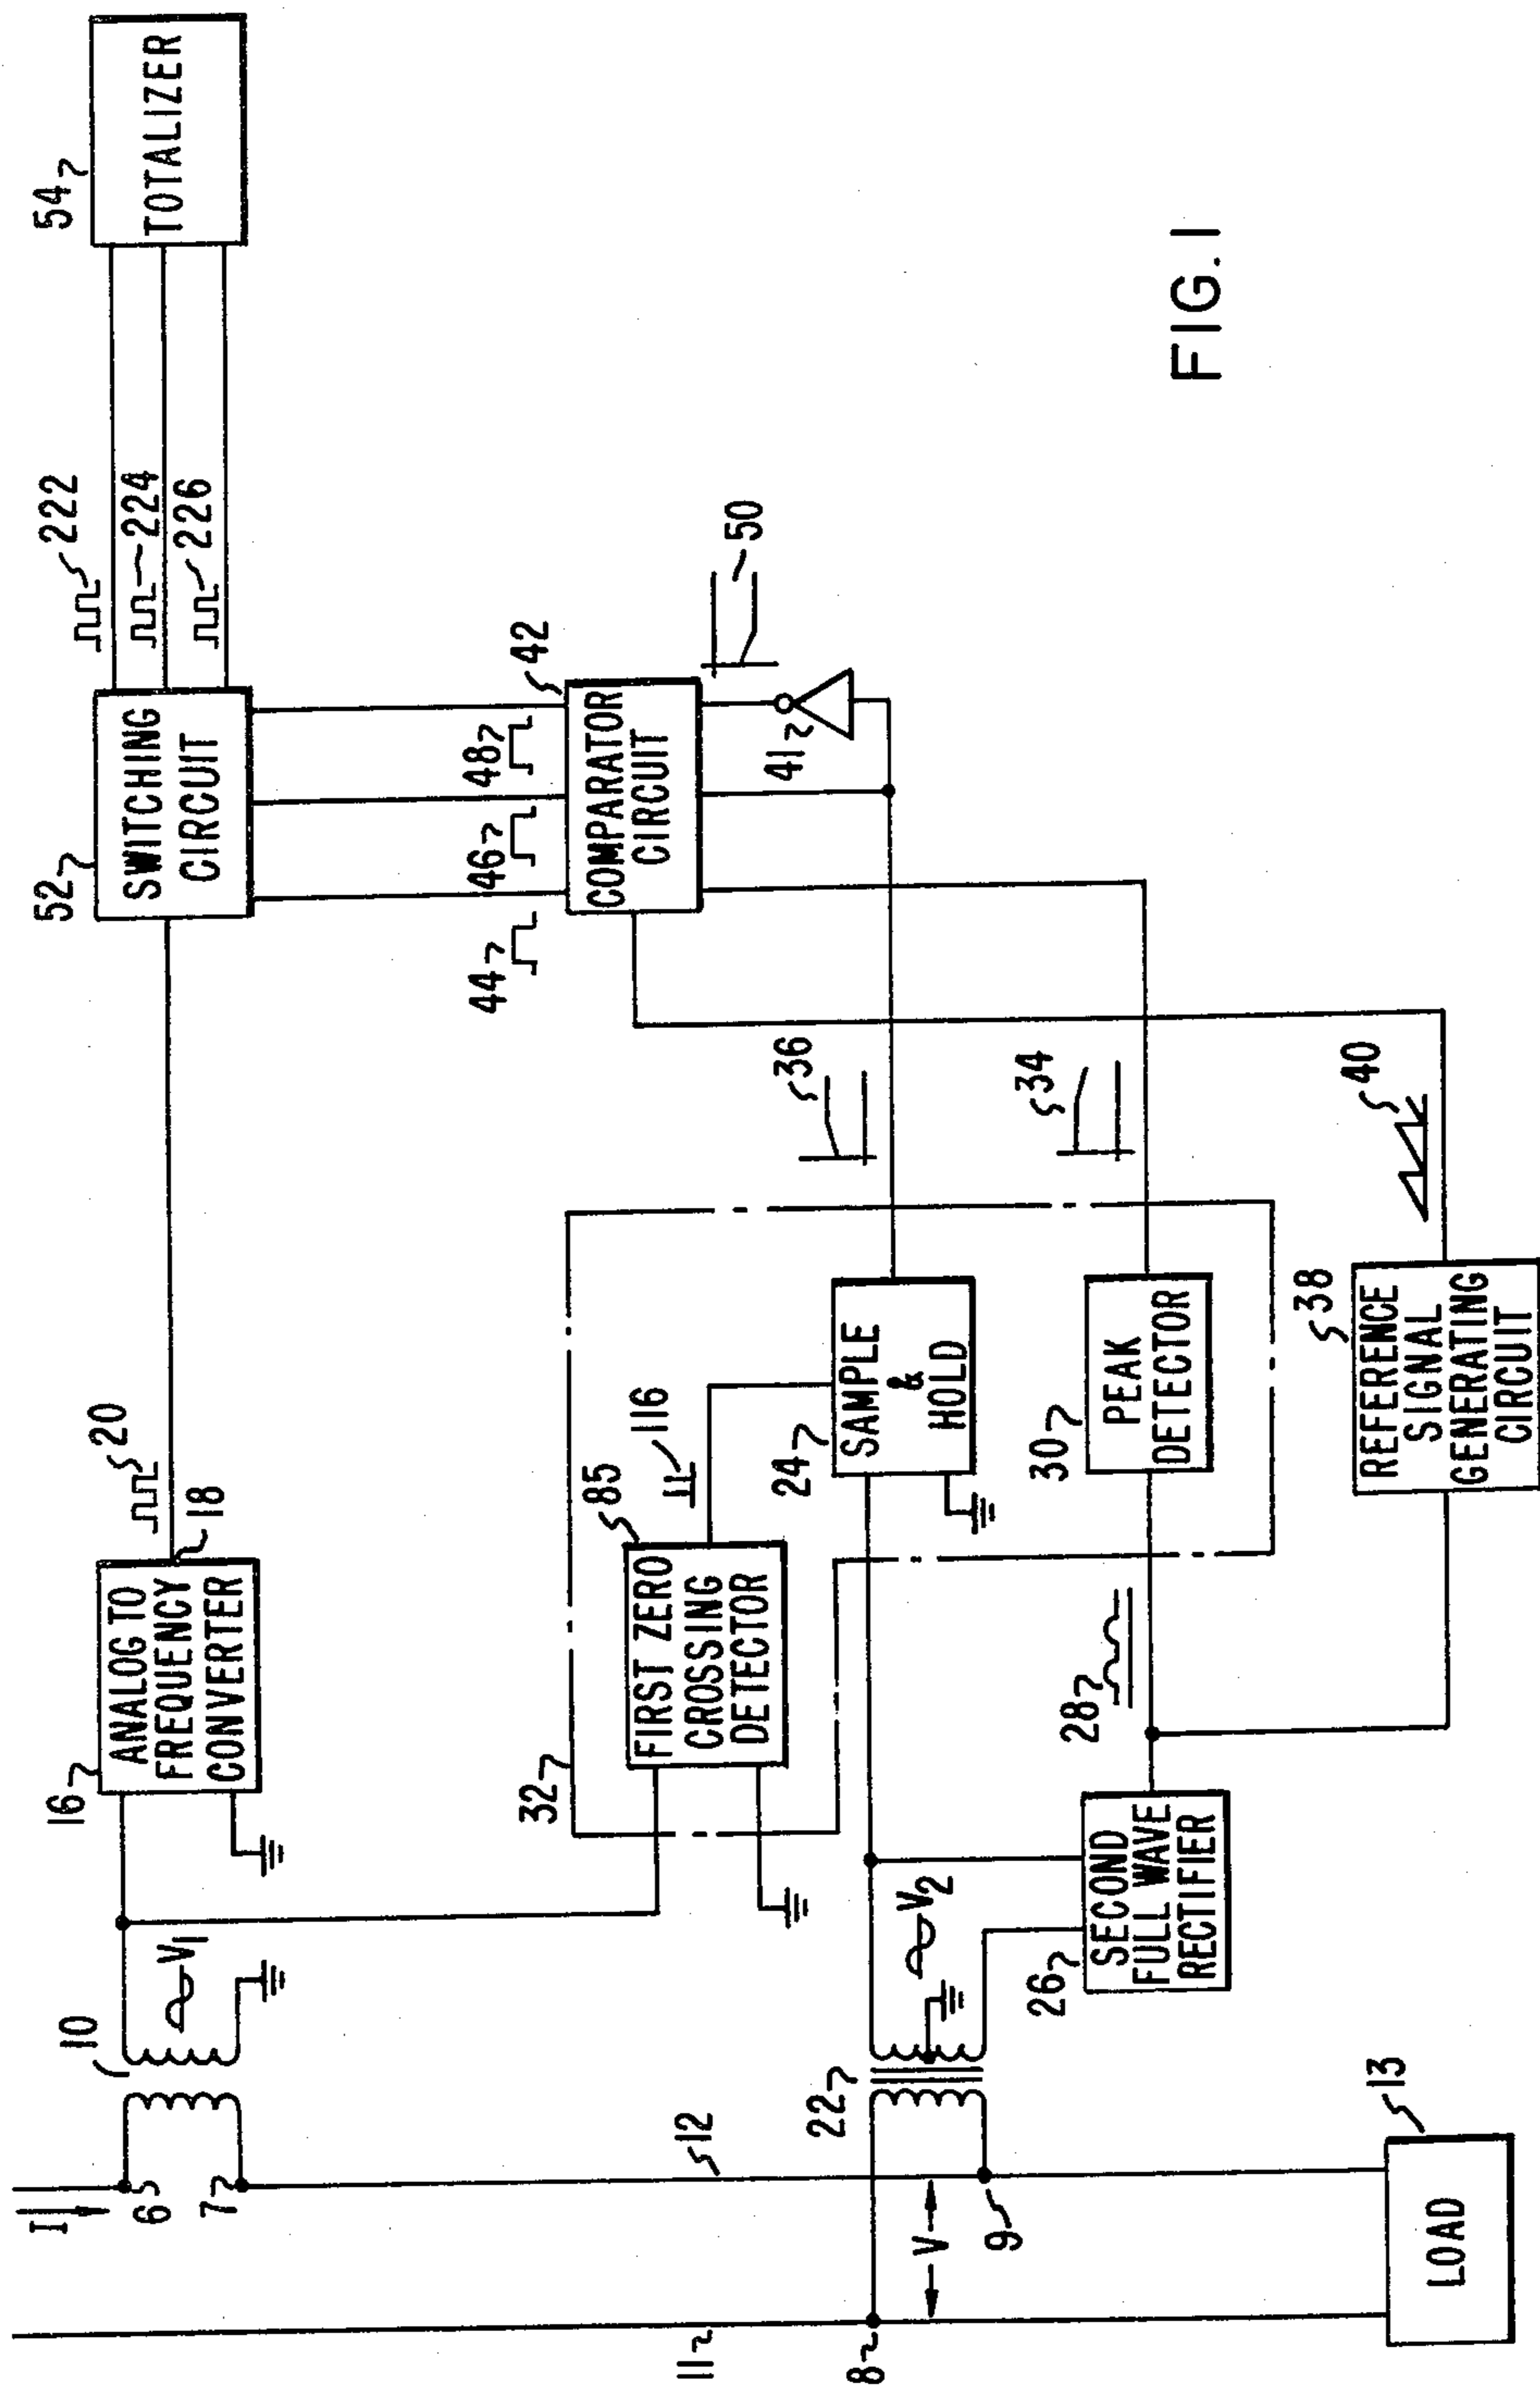 I
6
7
10
V1
16
ANALOG TO
FREQUENCY
CONVERTER
18
20
52
SWITCHING
CIRCUIT
222
224
226
54
TOTALIZER
11
12
32
FIRST ZERO
CROSSING
DETECTOR
85
116
44
46
48
42
COMPARATOR
CIRCUIT
50
41
8
V
9
22
V2
24
SAMPLE
&
HOLD
36
26
SECOND
FULL WAVE
RECTIFIER
28
30
PEAK
DETECTOR
34
13
LOAD
38
REFERENCE
SIGNAL
GENERATING
CIRCUIT
40
FIG. 1